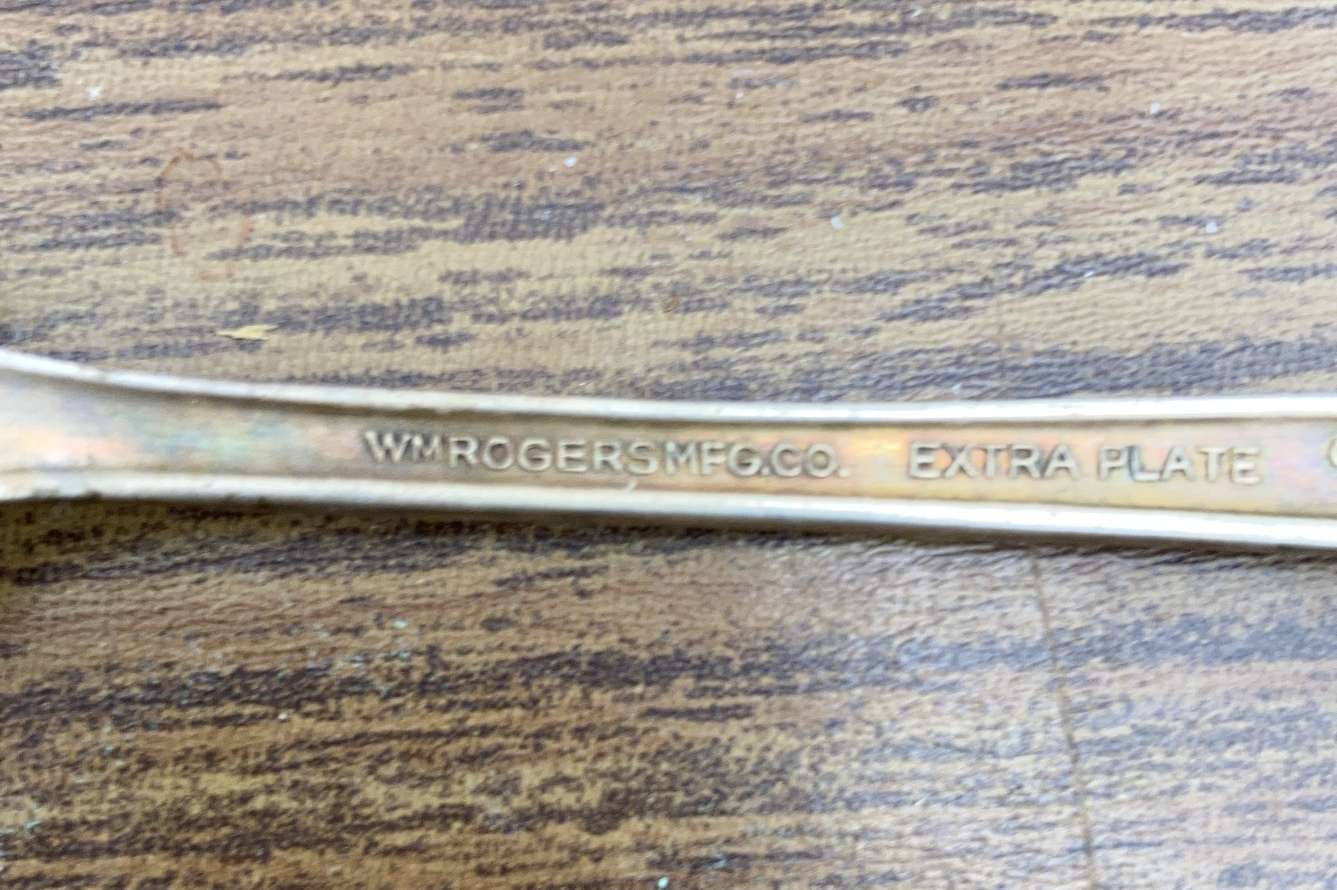 WM ROGERS MFG.CO. EXTRA PLATE